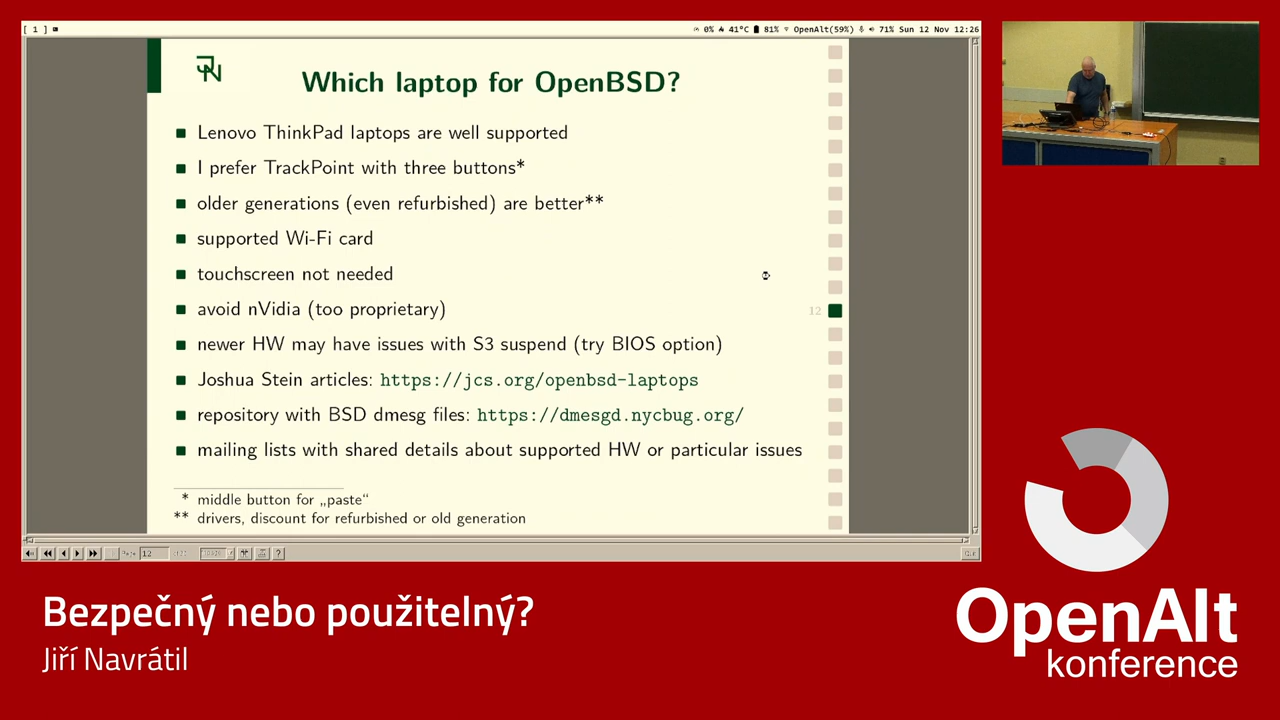 [ 1 ]
0% 41°C 81% OpenAlt(59%) 71% Sun 12 Nov 12:26
Which laptop for OpenBSD?
Lenovo ThinkPad laptops are well supported
I prefer TrackPoint with three buttons*
older generations (even refurbished) are better**
supported Wi-Fi card
touchscreen not needed
avoid nVidia (too proprietary)
12
newer HW may have issues with S3 suspend (try BIOS option)
Joshua Stein articles: https://jcs.org/openbsd-laptops
repository with BSD dmesg files: https://dmesgd.nycbug.org/
mailing lists with shared details about supported HW or particular issues
* middle button for „paste“
** drivers, discount for refurbished or old generation
Page 12
?
Bezpečný nebo použitelný?
Jiří Navrátil
OpenAlt
konference